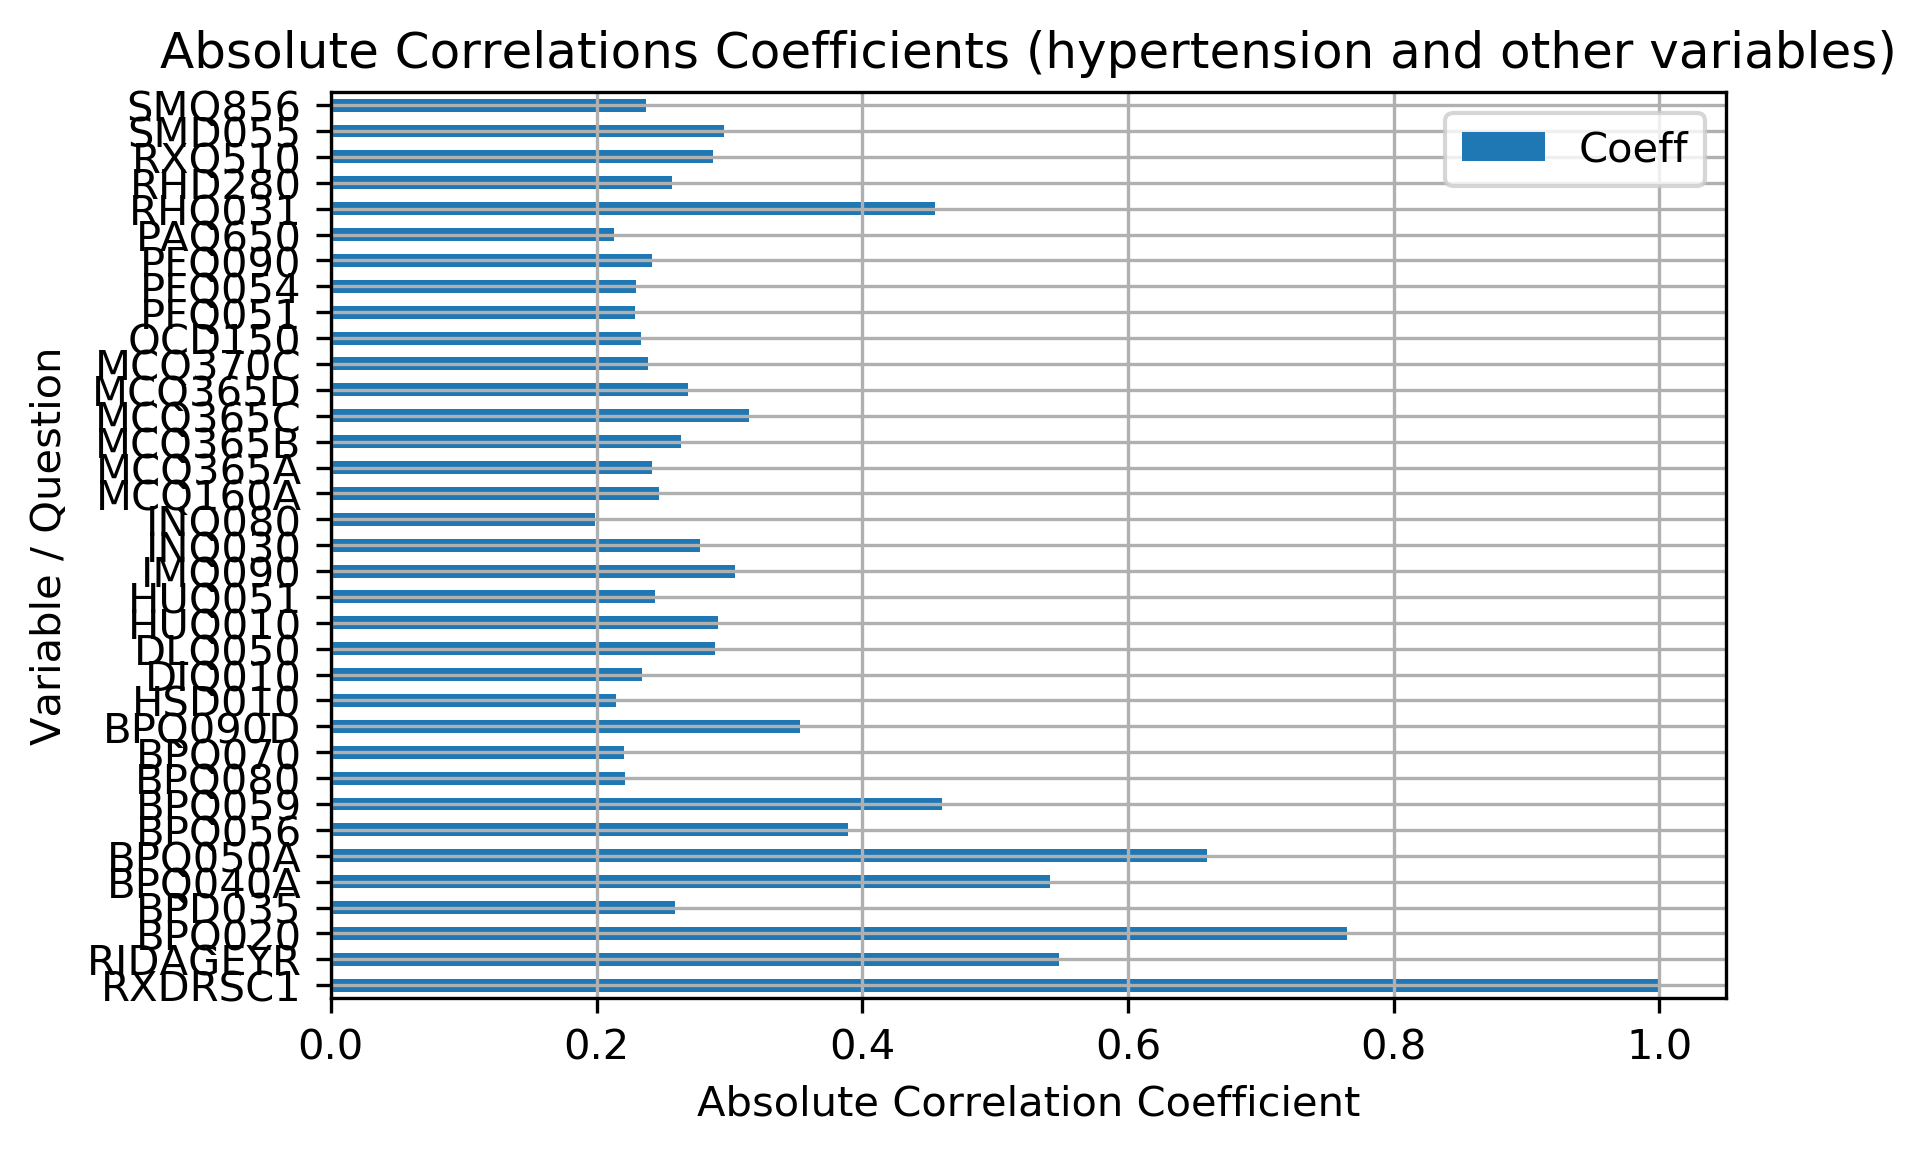 Absolute Correlations Coefficients (hypertension and other variables)
SMQ856
SMD055
RXQ510
RHD280
RHQ031
PAQ650
PFQ090
PFQ054
PFQ051
OCD150
MCQ370C
MCQ365D
MCQ365C
MCQ365B
MCQ365A
MCQ160A
INQ080
INQ030
IMQ090
HUQ051
HUQ010
DLQ050
DIQ010
HSD010
BPQ090D
BPQ070
BPQ080
BPQ059
BPQ056
BPQ050A
BPQ040A
BPD035
BPQ020
RIDAGEYR
RXDRSC1
Variable / Question
Coeff
0.0 0.2 0.4 0.6 0.8 1.0
Absolute Correlation Coefficient